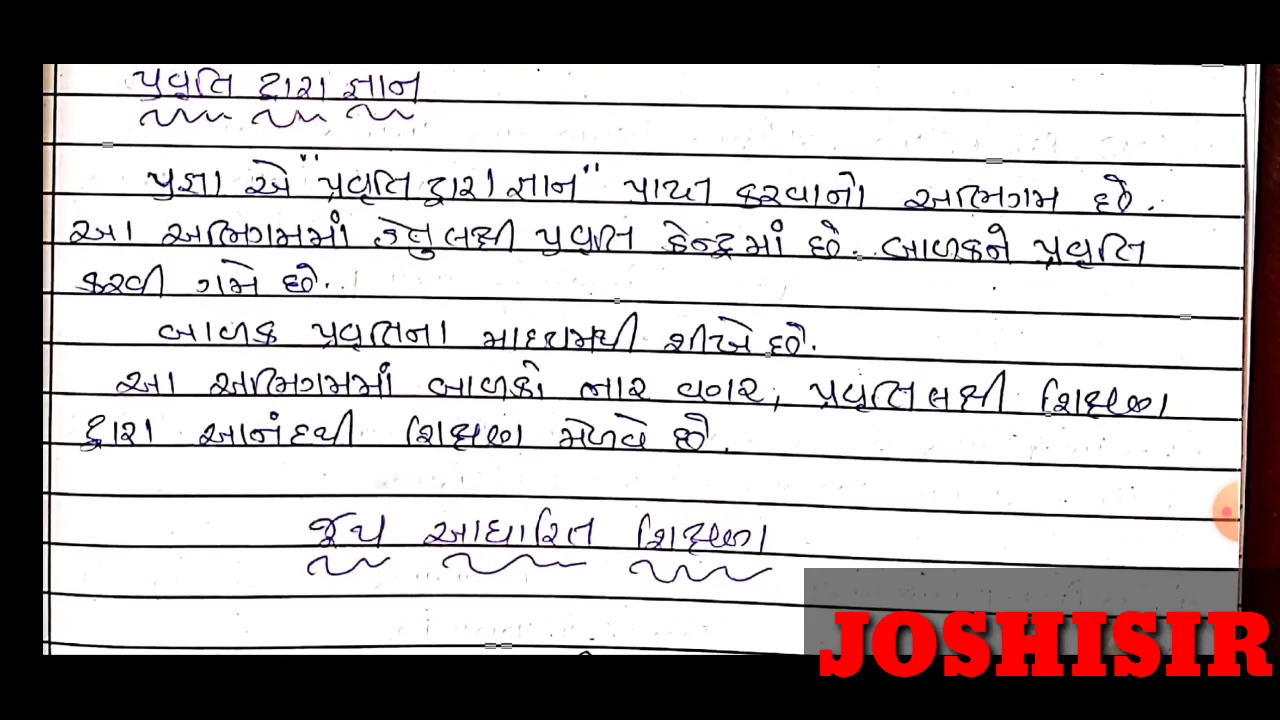 પ્રવૃતિ દ્વારા જ્ઞાન
પ્રજ્ઞા એ "પ્રવૃતિ દ્વારા જ્ઞાન" પ્રાપ્ત કરવાનો અભિગમ છે.
આ અભિગમમાં હેતુલક્ષી પ્રવૃતિ કેન્દ્રમાં છે. બાળકને પ્રવૃતિ
કરવી ગમે છે.
બાળક પ્રવૃતિના માધ્યમથી શીખે છે.
આ અભિગમમાં બાળકો ભાર વગર, પ્રવૃતિલક્ષી શિક્ષણ
દ્વારા આનંદથી શિક્ષણ મેળવે છે.
જૂથ આધારિત શિક્ષણ
JOSHISIR